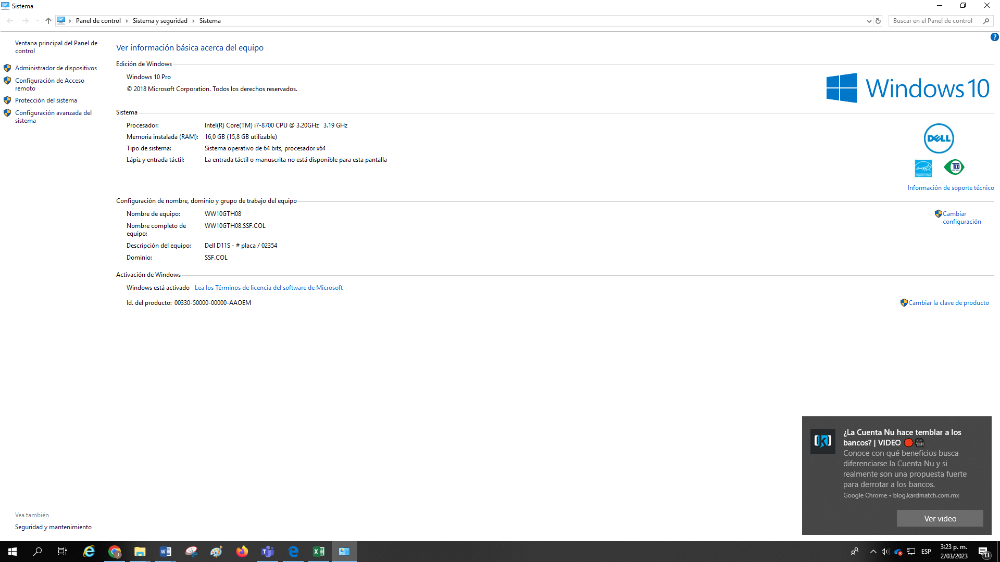 Sistema
Panel de control › Sistema y seguridad › Sistema
Buscar en el Panel de control
Ventana principal del Panel de
control
Administrador de dispositivos
Configuración de Acceso
remoto
Protección del sistema
Configuración avanzada del
sistema
Ver información básica acerca del equipo
Edición de Windows
Windows 10 Pro
© 2018 Microsoft Corporation. Todos los derechos reservados.
Windows 10
Sistema
Procesador: Intel(R) Core(TM) i7-8700 CPU @ 3.20GHz 3.19 GHz
Memoria instalada (RAM): 16,0 GB (15,8 GB utilizable)
Tipo de sistema: Sistema operativo de 64 bits, procesador x64
Lápiz y entrada táctil: La entrada táctil o manuscrita no está disponible para esta pantalla
DELL
ENERGY STAR
TCO
Información de soporte técnico
Configuración de nombre, dominio y grupo de trabajo del equipo
Nombre de equipo: WW10GTH08
Nombre completo de
equipo: WW10GTH08.SSF.COL
Descripción del equipo: Dell D11S - # placa / 02354
Dominio: SSF.COL
Cambiar
configuración
Activación de Windows
Windows está activado Lea los Términos de licencia del software de Microsoft
Id. del producto: 00330-50000-00000-AAOEM
Cambiar la clave de producto
¿La Cuenta Nu hace temblar a los
bancos? | VIDEO 🔴🎥
Conoce con qué beneficios busca
diferenciarse la Cuenta Nu y si
realmente son una propuesta fuerte
para derrotar a los bancos.
Google Chrome • blog.kardmatch.com.mx
Ver video
Vea también
Seguridad y mantenimiento
ESP
3:23 p. m.
2/03/2023
13